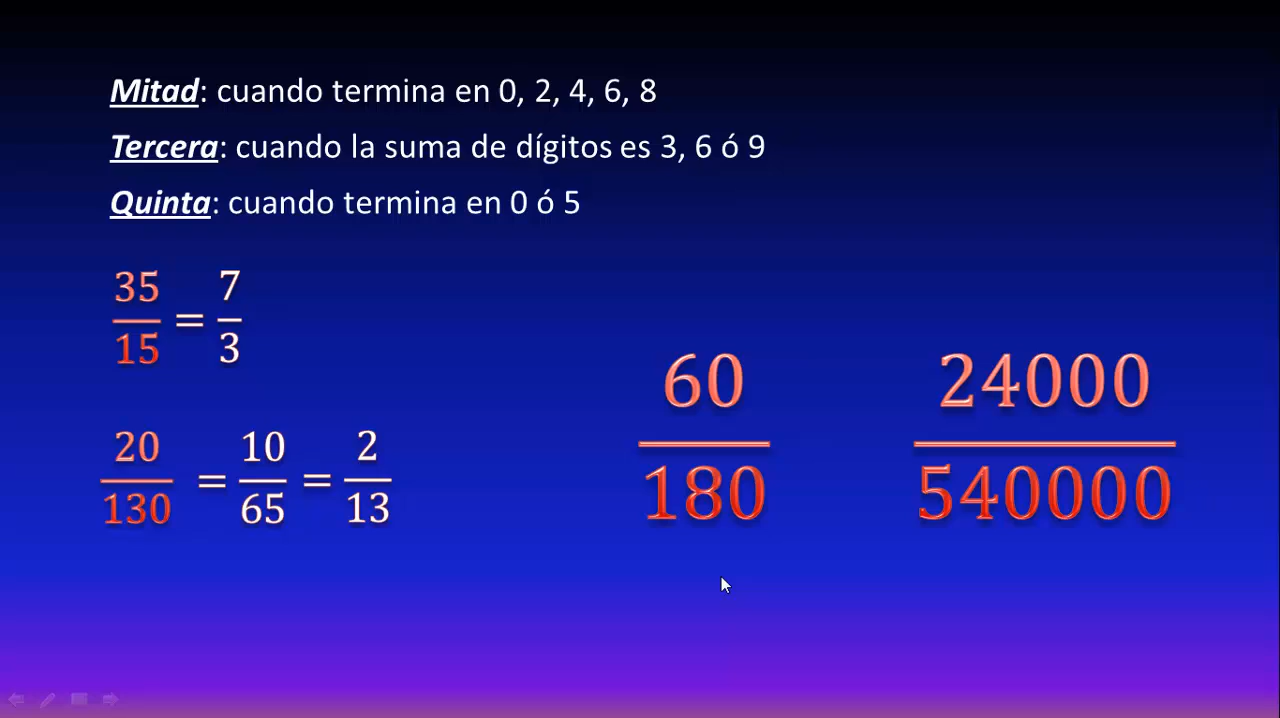 Mitad: cuando termina en 0, 2, 4, 6, 8
Tercera: cuando la suma de dígitos es 3, 6 ó 9
Quinta: cuando termina en 0 ó 5
35/15 = 7/3
20/130 = 10/65 = 2/13
60/180
24000/540000